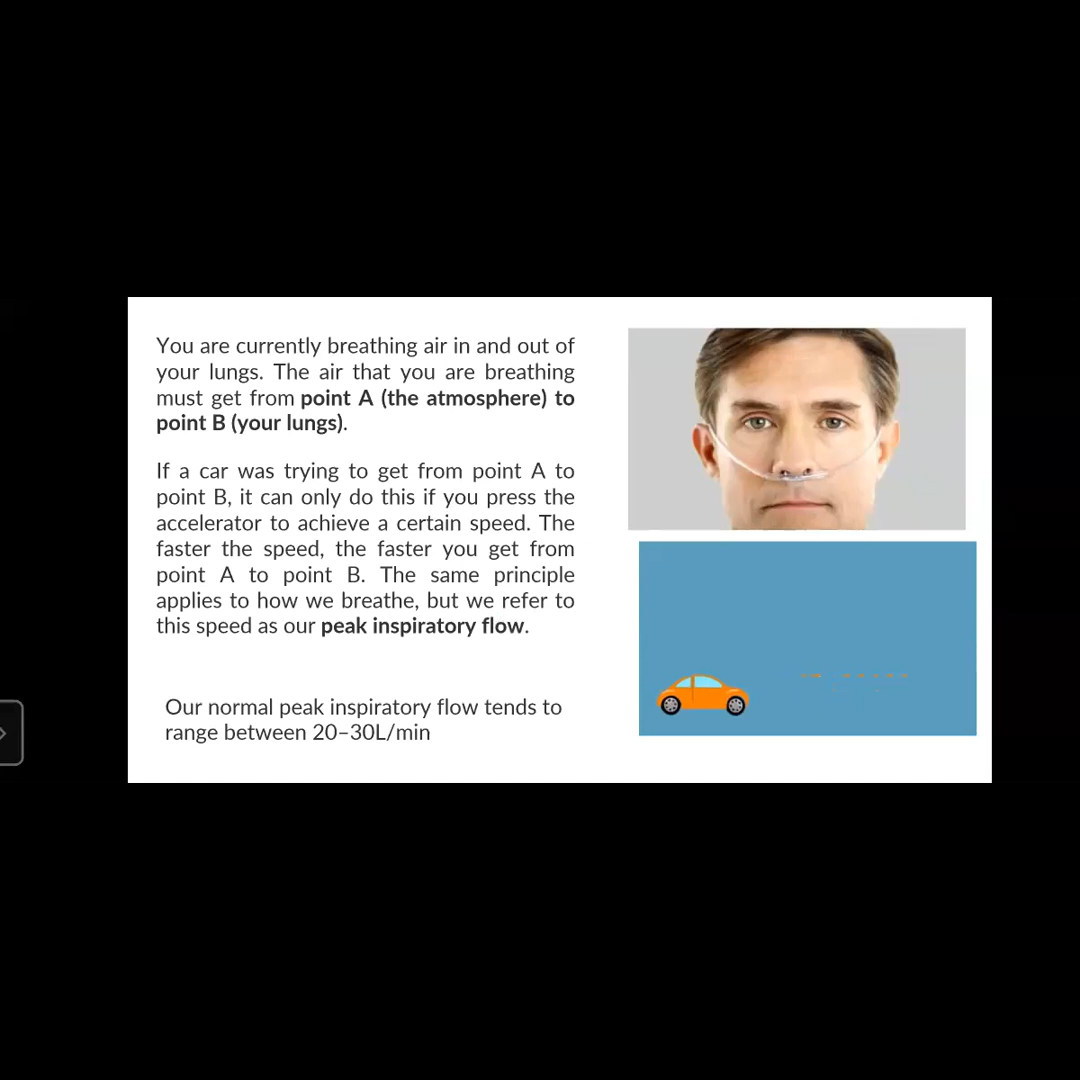 You are currently breathing air in and out of
your lungs. The air that you are breathing
must get from point A (the atmosphere) to
point B (your lungs).
If a car was trying to get from point A to
point B, it can only do this if you press the
accelerator to achieve a certain speed. The
faster the speed, the faster you get from
point A to point B. The same principle
applies to how we breathe, but we refer to
this speed as our peak inspiratory flow.
Our normal peak inspiratory flow tends to
range between 20–30L/min